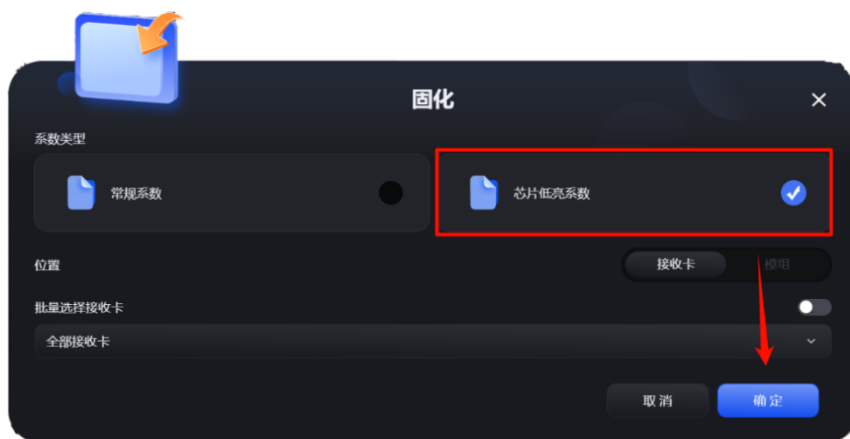 固化
系数类型
常规系数
芯片低亮系数
位置
接收卡
模组
批量选择接收卡
全部接收卡
取消
确定